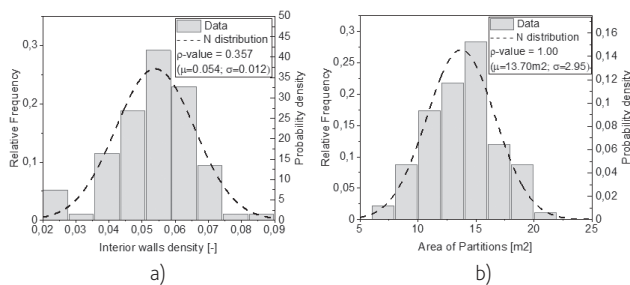 Data
N distribution
ρ-value = 0.357
(μ=0.054; σ=0.012)
Relative Frequency
0,3
0,2
0,1
0
Probability density
50
45
40
35
30
25
20
15
10
5
0
0,02 0,03 0,04 0,05 0,06 0,07 0,08 0,09
Interior walls density [-]
a)
Data
N distribution
ρ-value = 1.00
(μ=13.70m2; σ=2.95)
Relative Frequency
0,3
0,25
0,2
0,15
0,1
0,05
0
Probability density
0,16
0,14
0,12
0,10
0,08
0,06
0,04
0,02
0,00
5 10 15 20 25
Area of Partitions [m2]
b)